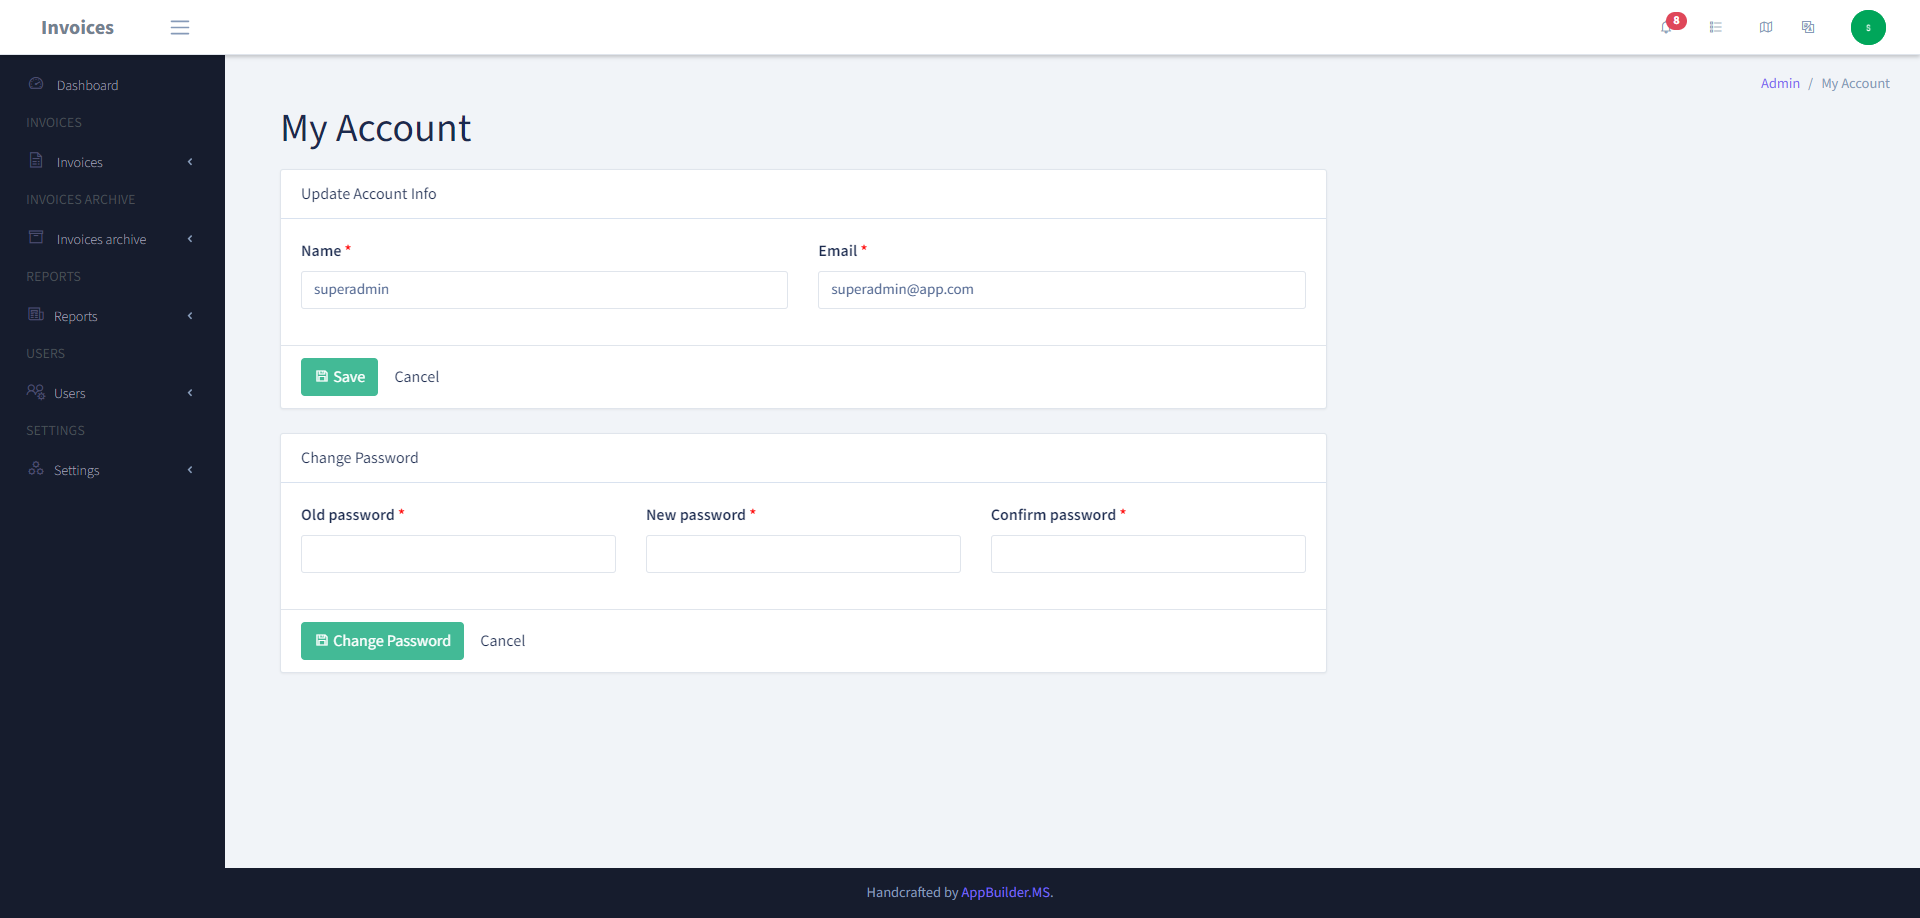 Invoices
8
S
Dashboard
INVOICES
Invoices
INVOICES ARCHIVE
Invoices archive
REPORTS
Reports
USERS
Users
SETTINGS
Settings
Admin / My Account
My Account
Update Account Info
Name * Email *
superadmin superadmin@app.com
Save Cancel
Change Password
Old password * New password * Confirm password *
Change Password Cancel
Handcrafted by AppBuilder.MS.